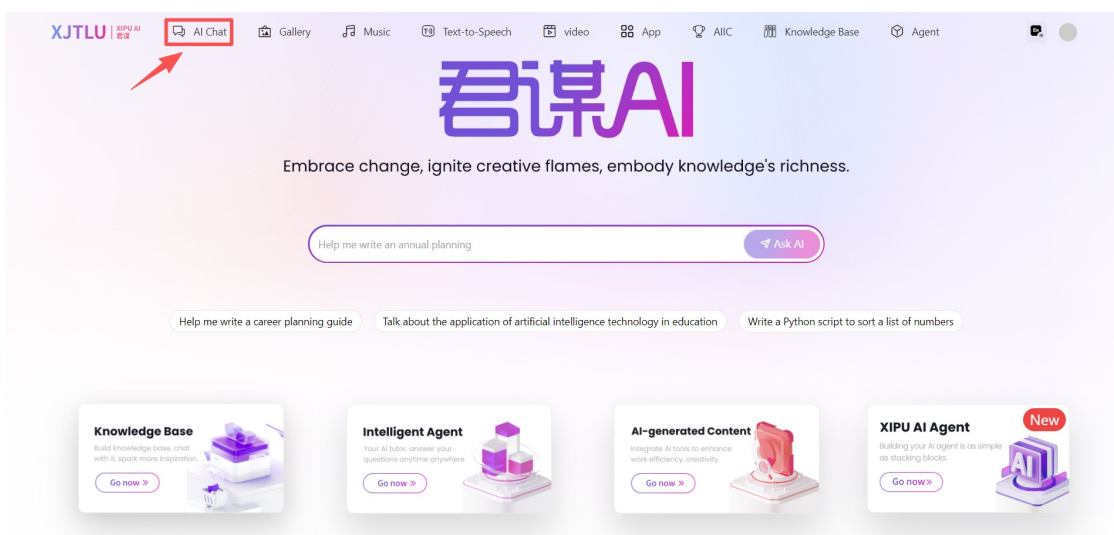 XJTLU XIPU AI 君谋
AI Chat
Gallery
Music
Text-to-Speech
video
App
AIIC
Knowledge Base
Agent
En
君谋AI
Embrace change, ignite creative flames, embody knowledge's richness.
Help me write an annual planning
Ask AI
Help me write a career planning guide
Talk about the application of artificial intelligence technology in education
Write a Python script to sort a list of numbers
Knowledge Base
Build knowledge base, chat
with it, spark more inspiration.
Go now »
Intelligent Agent
Your AI tutor, answer your
questions anytime anywhere
Go now »
AI-generated Content
Integrate AI tools to enhance
work efficiency, creativity.
Go now »
New
XIPU AI Agent
Building your AI agent is as simple
as stacking blocks.
Go now»
AI